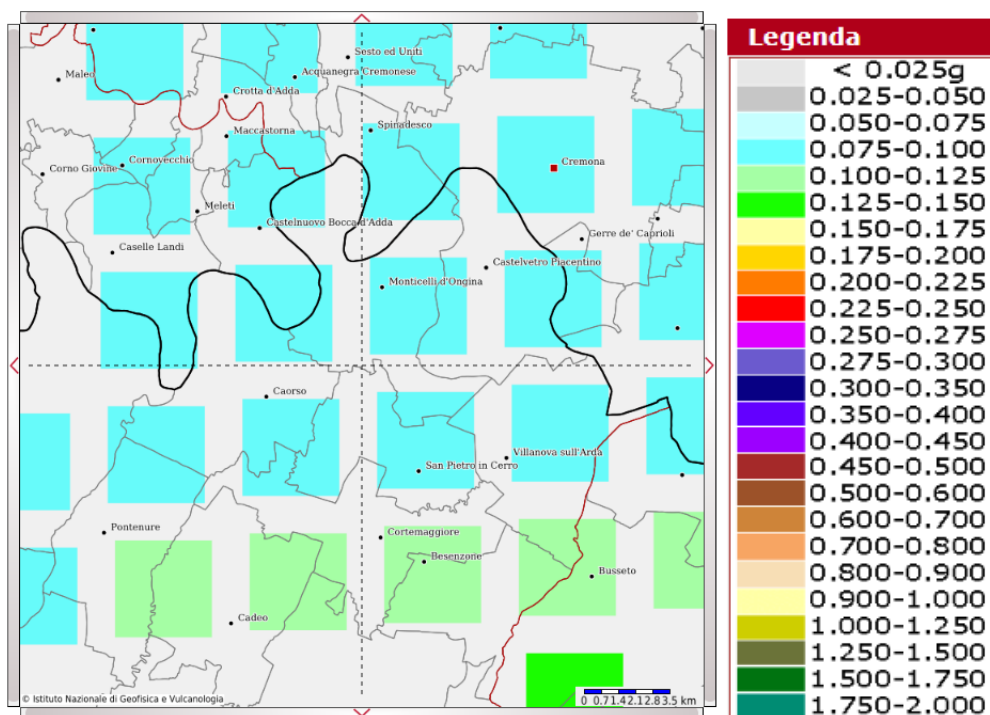 Sesto ed Uniti
Maleo
Acquanegra Cremonese
Crotta d'Adda
Spinadesco
Maccastorna
Cornovecchio
Cremona
Corno Giovine
Meleti
Castelnuovo Bocca d'Adda
Gerre de' Caprioli
Caselle Landi
Castelvetro Piacentino
Monticelli d'Ongina
Caorso
Villanova sull'Arda
San Pietro in Cerro
Pontenure
Cortemaggiore
Besenzone
Busseto
Cadeo
© Istituto Nazionale di Geofisica e Vulcanologia
0 0.71.42.12.83.5 km
Legenda
< 0.025g
0.025-0.050
0.050-0.075
0.075-0.100
0.100-0.125
0.125-0.150
0.150-0.175
0.175-0.200
0.200-0.225
0.225-0.250
0.250-0.275
0.275-0.300
0.300-0.350
0.350-0.400
0.400-0.450
0.450-0.500
0.500-0.600
0.600-0.700
0.700-0.800
0.800-0.900
0.900-1.000
1.000-1.250
1.250-1.500
1.500-1.750
1.750-2.000